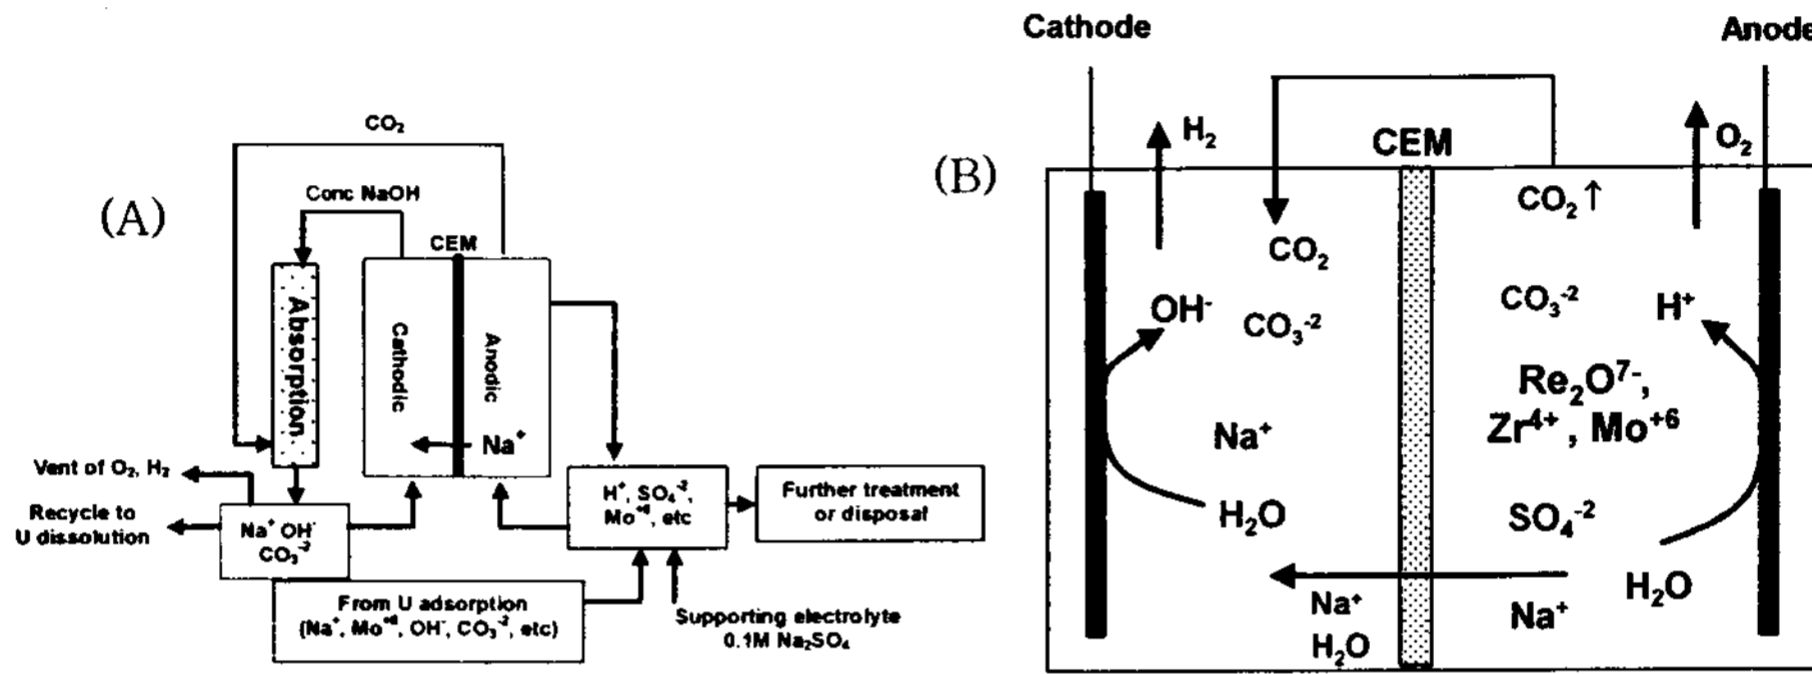 (A)
CO₂
Conc NaOH
CEM
Absorption
Cathodic
Anodic
Na⁺
Vent of O₂, H₂
Recycle to
U dissolution
Na⁺ OH⁻
CO₃⁻²
H⁺, SO₄⁻²,
Mo⁺⁶, etc
Further treatment
or disposal
From U adsorption
(Na⁺, Mo⁺⁶, OH⁻, CO₃⁻², etc)
Supporting electrolyte
0.1M Na₂SO₄
(B)
Cathode
Anode
H₂
CEM
O₂
CO₂↑
CO₂
OH⁻
CO₃⁻²
CO₃⁻²
H⁺
Re₂O⁷⁻,
Zr⁴⁺, Mo⁺⁶
Na⁺
H₂O
SO₄⁻²
H₂O
Na⁺
H₂O
Na⁺